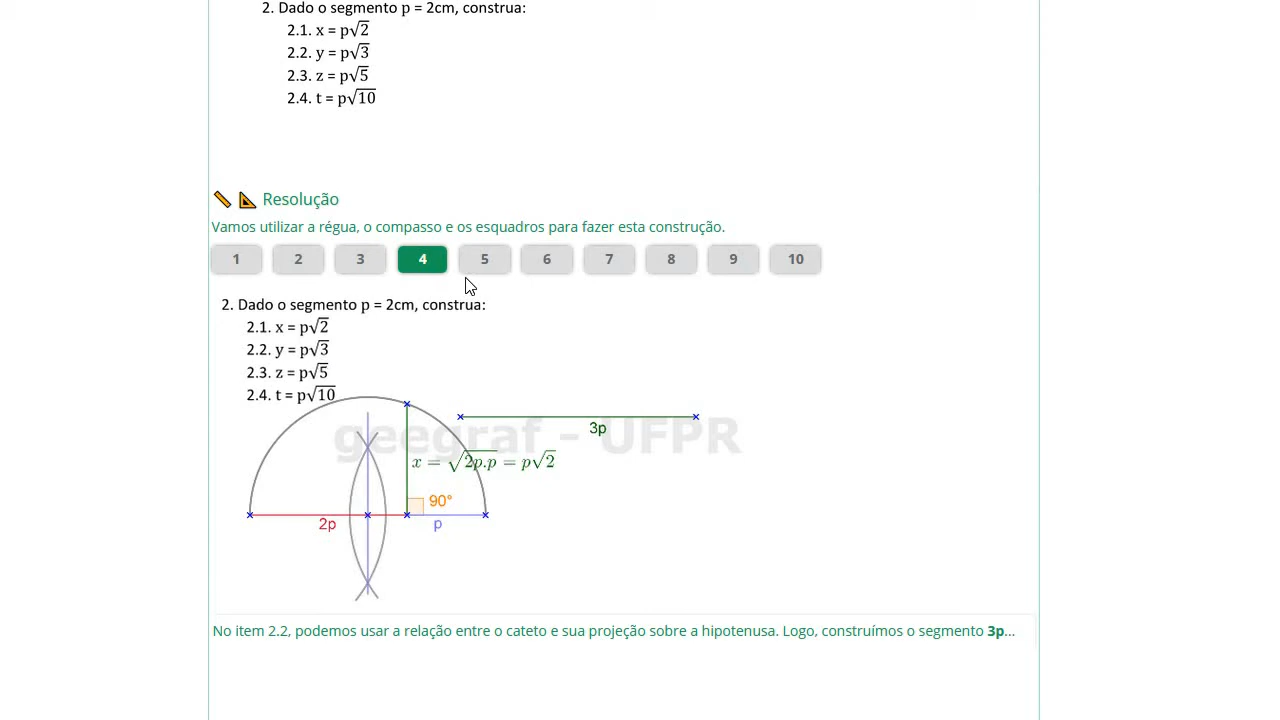 2. Dado o segmento p = 2cm, construa:
2.1. x = p√2
2.2. y = p√3
2.3. z = p√5
2.4. t = p√10
Resolução
Vamos utilizar a régua, o compasso e os esquadros para fazer esta construção.
1 2 3 4 5 6 7 8 9 10
2. Dado o segmento p = 2cm, construa:
2.1. x = p√2
2.2. y = p√3
2.3. z = p√5
2.4. t = p√10
geegraf - UFPR
3p
x = √2p.p = p√2
90°
2p
p
No item 2.2, podemos usar a relação entre o cateto e sua projeção sobre a hipotenusa. Logo, construímos o segmento 3p...